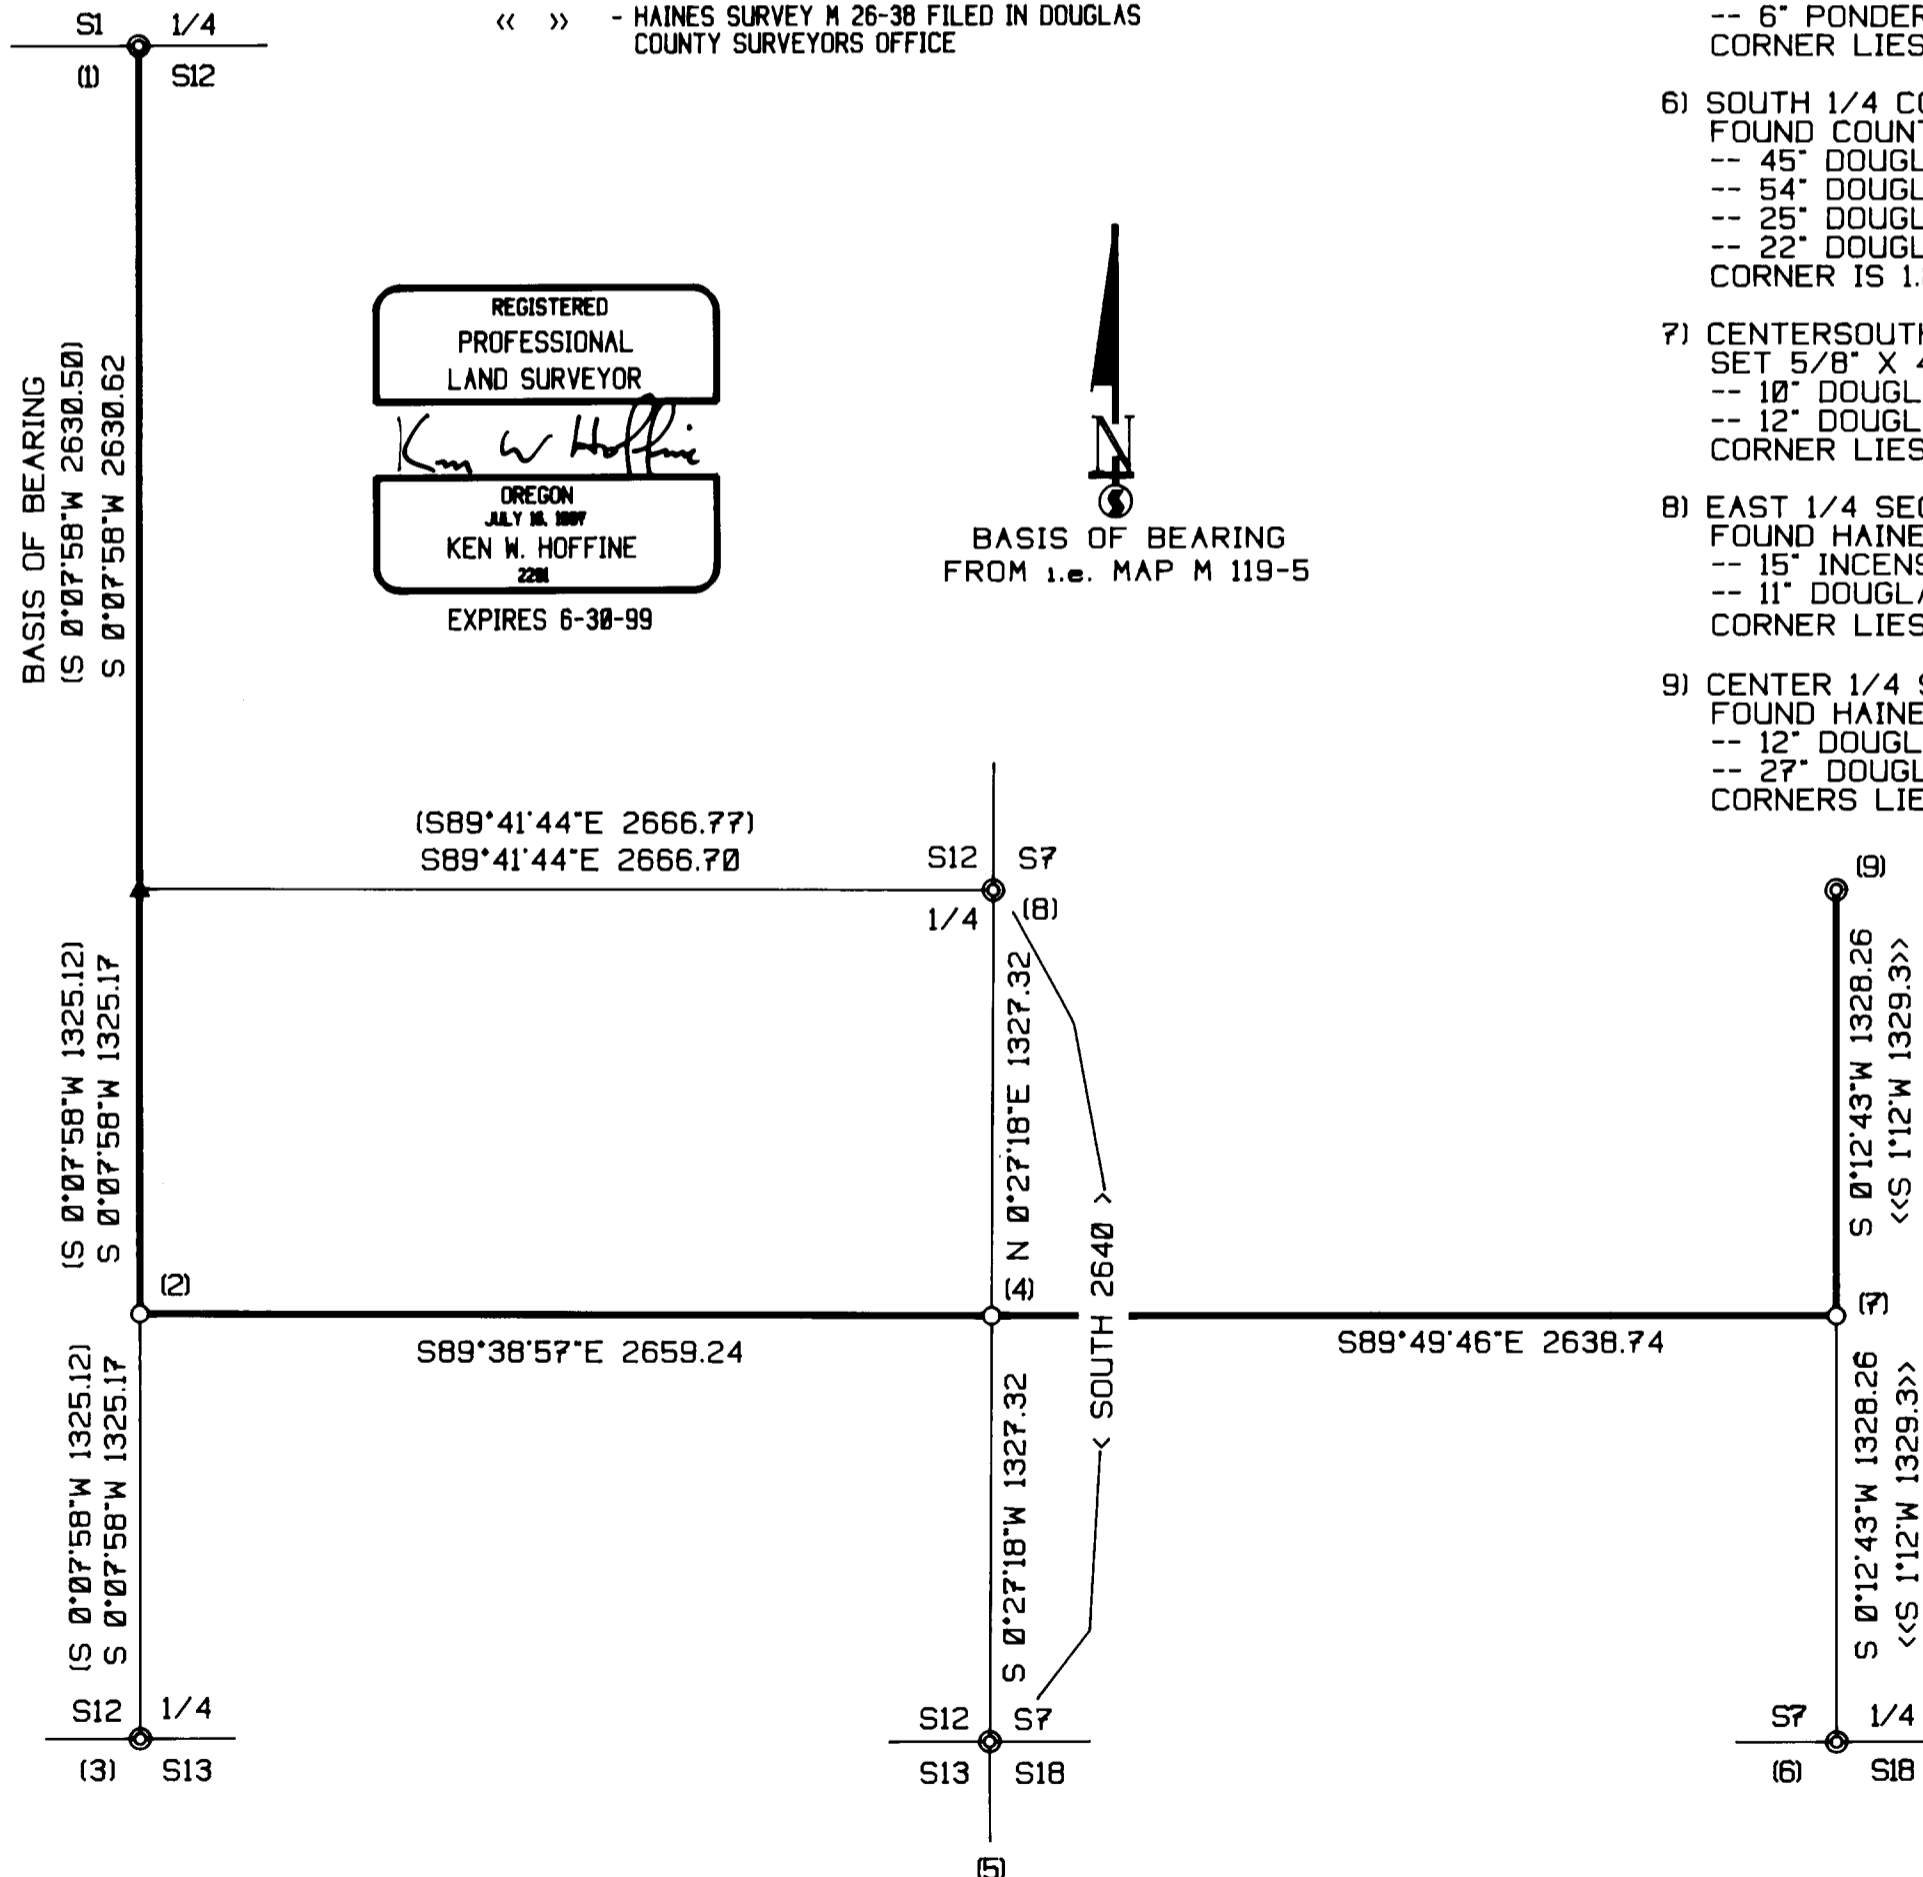 S1 1/4
(1) S12
<< >> - HAINES SURVEY M 26-38 FILED IN DOUGLAS
COUNTY SURVEYORS OFFICE
-- 6" PONDER
CORNER LIES
6) SOUTH 1/4 CO
FOUND COUNT
-- 45" DOUGL
-- 54" DOUGL
-- 25" DOUGL
-- 22" DOUGL
CORNER IS 1.
7) CENTERSOUTH
SET 5/8" X 4
-- 10" DOUGL
-- 12" DOUGL
CORNER LIES
8) EAST 1/4 SEC
FOUND HAINE
-- 15" INCENS
-- 11" DOUGLA
CORNER LIES
9) CENTER 1/4 S
FOUND HAINE
-- 12" DOUGL
-- 27" DOUGL
CORNERS LIE
REGISTERED
PROFESSIONAL
LAND SURVEYOR
Ken W Hoffine
OREGON
JULY
KEN W. HOFFINE
EXPIRES 6-30-99
N
S
BASIS OF BEARING
FROM i.e. MAP M 119-5
BASIS OF BEARING
(S 0°07'58"W 2630.50)
S 0°07'58"W 2630.62
(S89°41'44"E 2666.77)
S89°41'44"E 2666.70
S12 S7
1/4 (8)
(9)
(S 0°07'58"W 1325.12)
S 0°07'58"W 1325.17
N 0°27'18"E 1327.32
< SOUTH 2640 >
S 0°12'43"W 1328.26
<<S 1°12'W 1329.3>>
(2)
(4)
(7)
S89°38'57"E 2659.24
S89°49'46"E 2638.74
(S 0°07'58"W 1325.12)
S 0°07'58"W 1325.17
S 0°27'18"W 1327.32
S 0°12'43"W 1328.26
<<S 1°12'W 1329.3>>
S12 1/4
(3) S13
S12 S7
S13 S18
(5)
S7 1/4
(6) S18